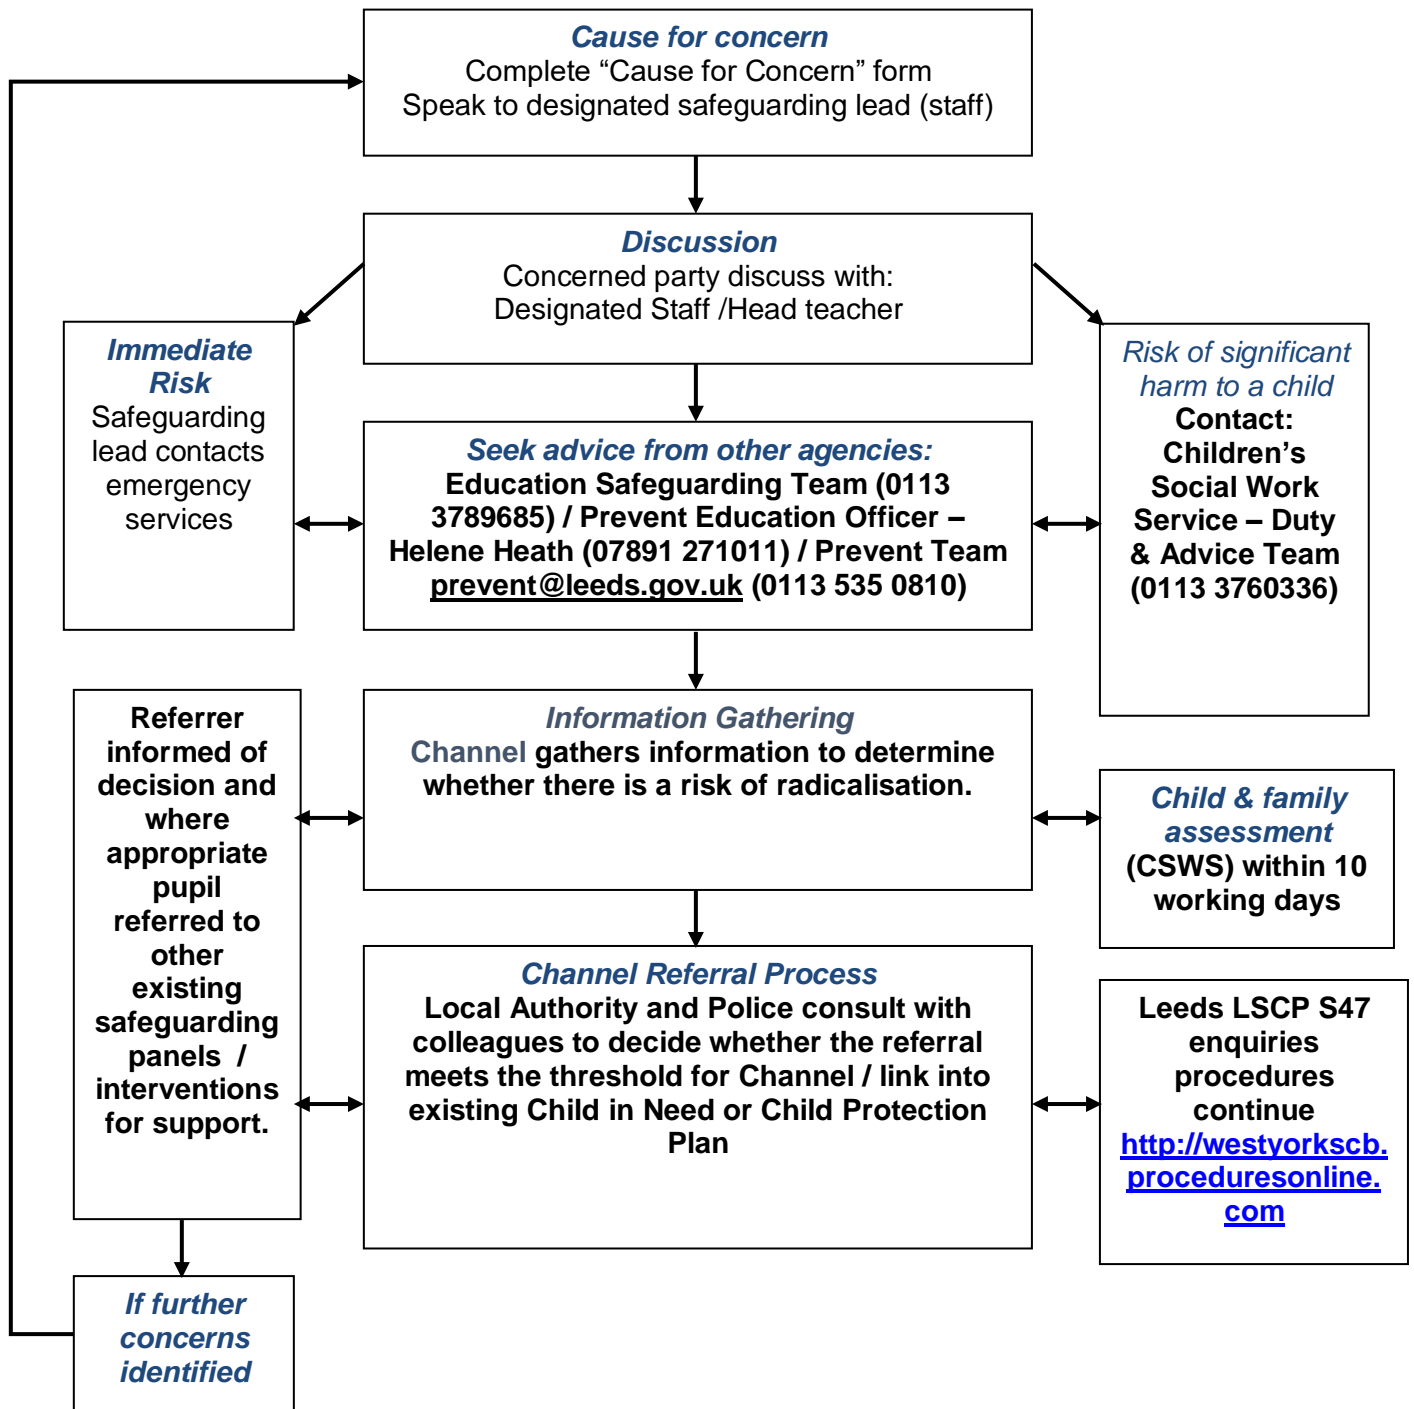 Cause for concern
Complete “Cause for Concern” form
Speak to designated safeguarding lead (staff)
Discussion
Concerned party discuss with:
Designated Staff /Head teacher
Immediate
Risk
Safeguarding
lead contacts
emergency
services
Seek advice from other agencies:
Education Safeguarding Team (0113
3789685) / Prevent Education Officer –
Helene Heath (07891 271011) / Prevent Team
prevent@leeds.gov.uk (0113 535 0810)
Risk of significant
harm to a child
Contact:
Children’s
Social Work
Service – Duty
& Advice Team
(0113 3760336)
Referrer
informed of
decision and
where
appropriate
pupil
referred to
other
existing
safeguarding
panels /
interventions
for support.
Information Gathering
Channel gathers information to determine
whether there is a risk of radicalisation.
Child & family
assessment
(CSWS) within 10
working days
Channel Referral Process
Local Authority and Police consult with
colleagues to decide whether the referral
meets the threshold for Channel / link into
existing Child in Need or Child Protection
Plan
Leeds LSCP S47
enquiries
procedures
continue
http://westyorkscb.
proceduresonline.
com
If further
concerns
identified